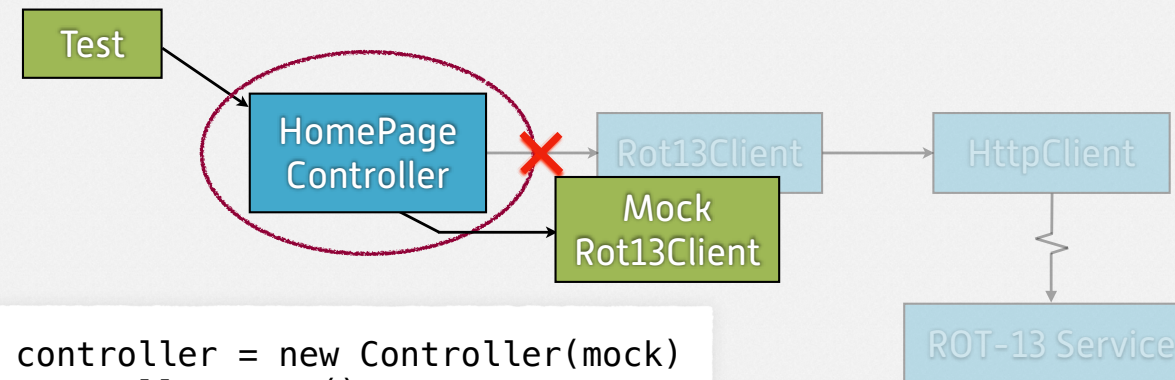 Test
HomePage
Controller
Rot13Client
HttpClient
Mock
Rot13Client
ROT-13 Service
controller = new Controller(mock)